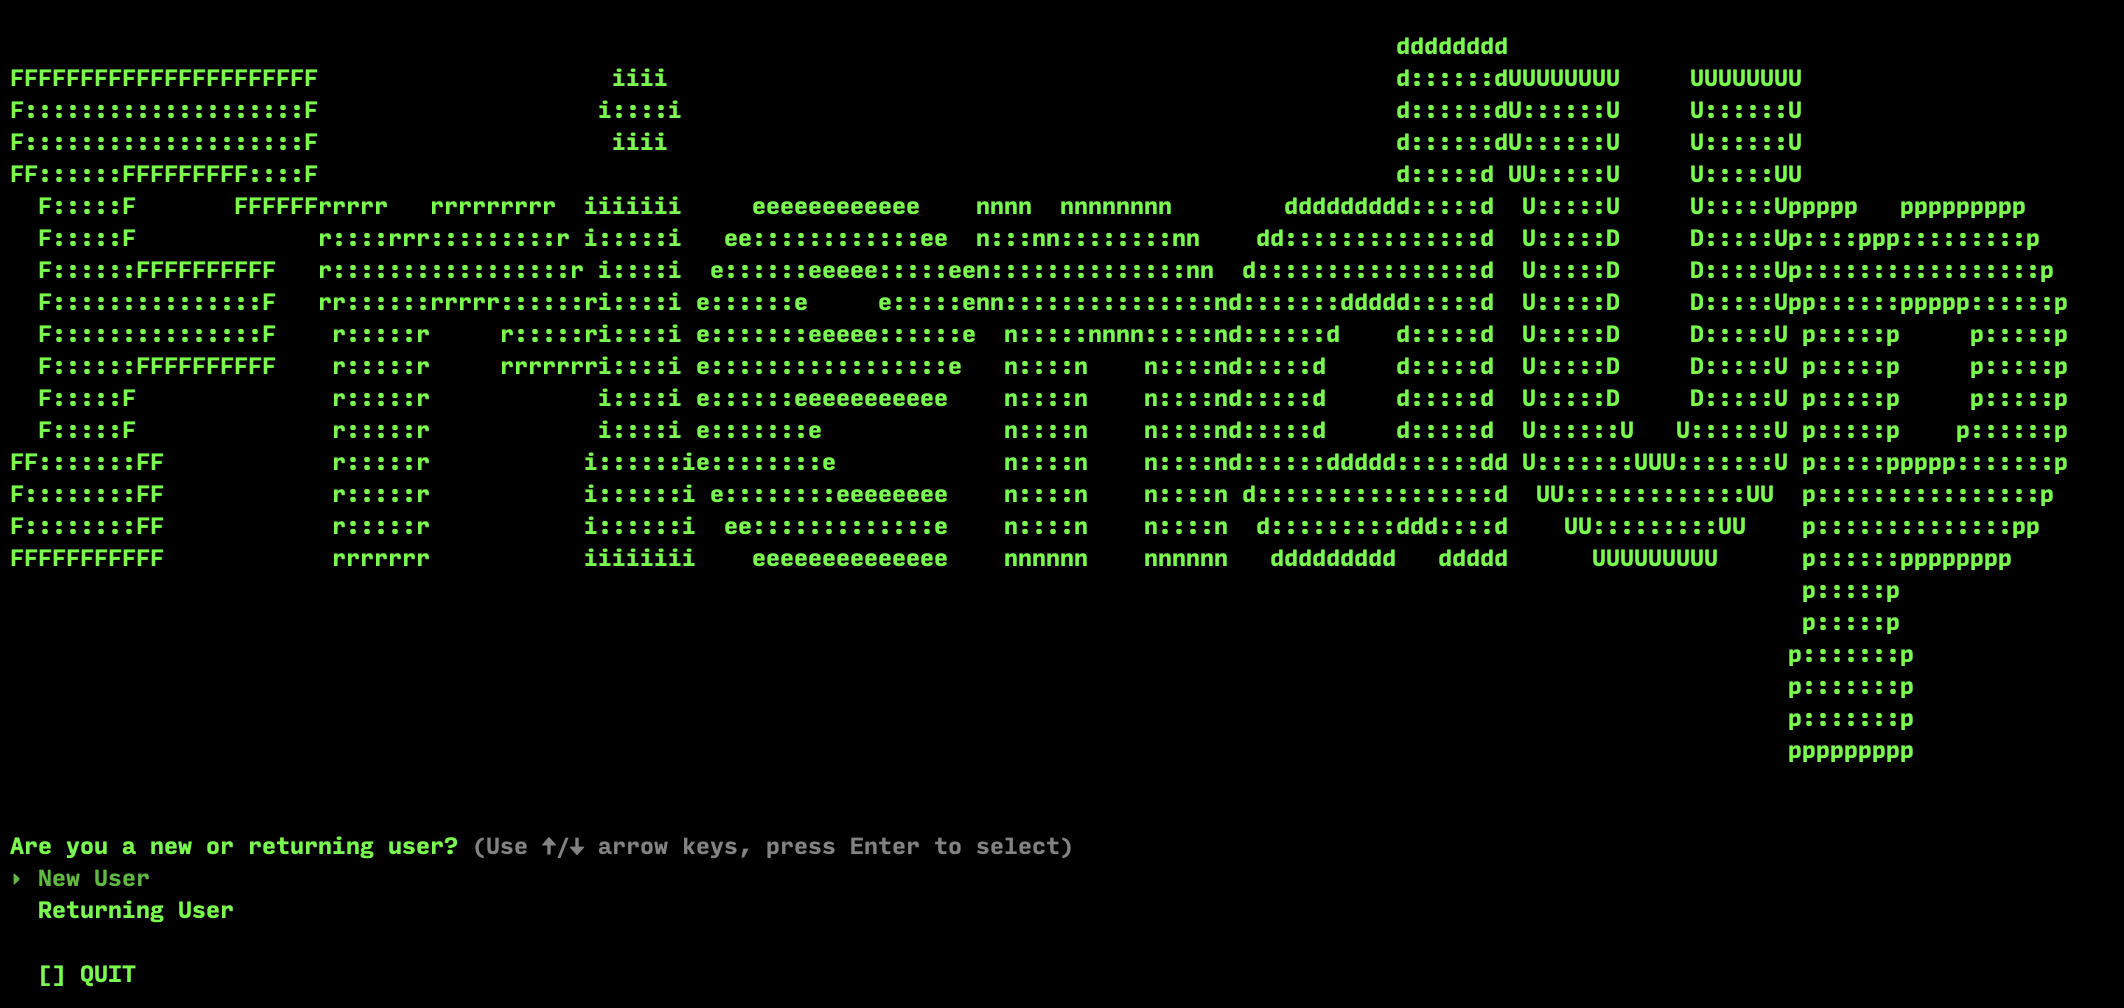 FriendUp
Are you a new or returning user? (Use ↑/↓ arrow keys, press Enter to select)
▸ New User
Returning User
[] QUIT